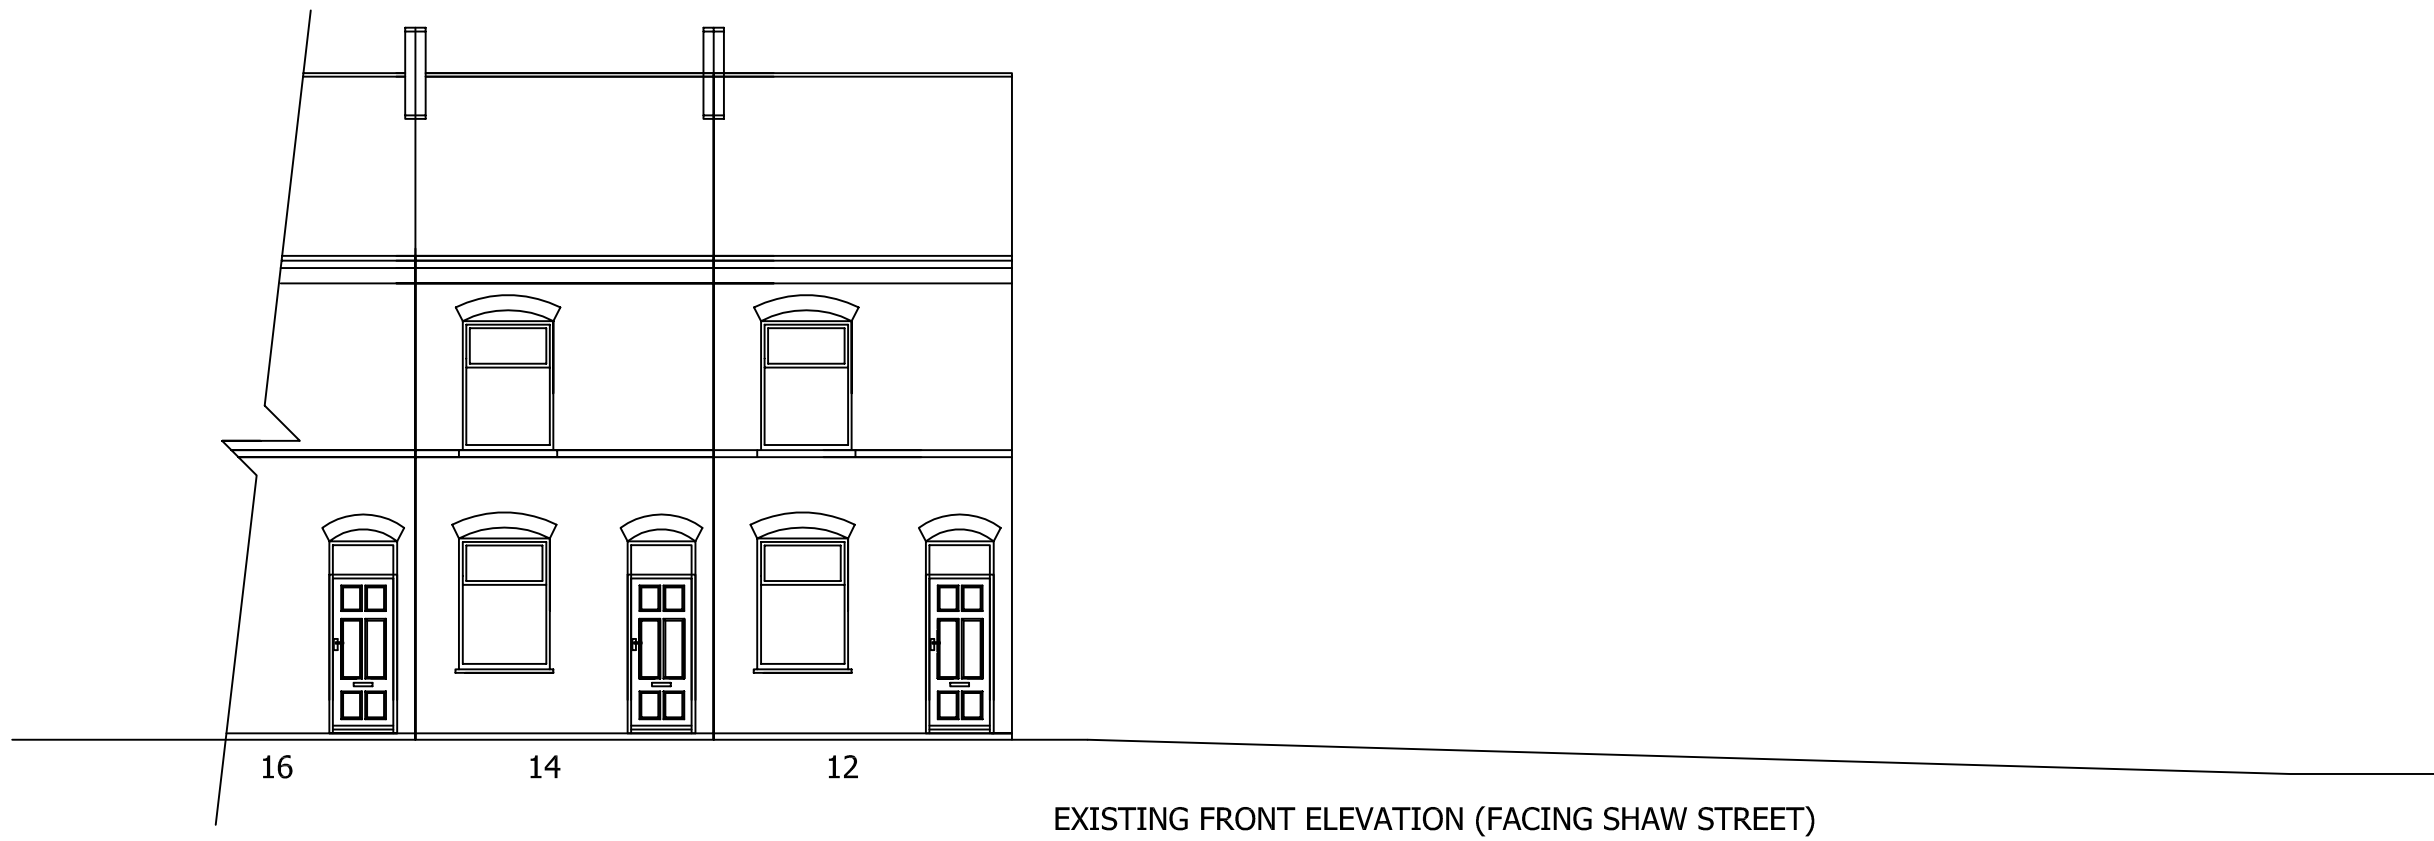 16 14 12
EXISTING FRONT ELEVATION (FACING SHAW STREET)